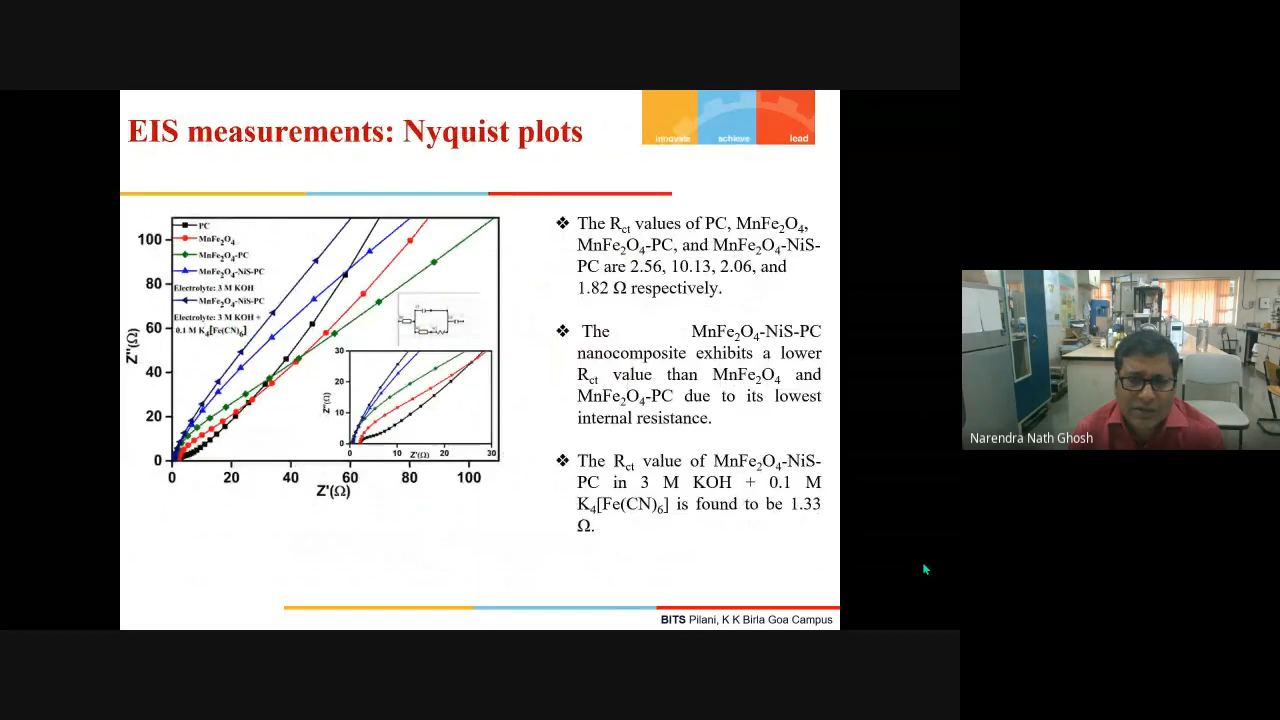 EIS measurements: Nyquist plots
innovate achieve lead
PC
MnFe₂O₄
MnFe₂O₄-PC
MnFe₂O₄-NiS-PC
Electrolyte: 3 M KOH
MnFe₂O₄-NiS-PC
Electrolyte: 3 M KOH +
0.1 M K₄[Fe(CN)₆]
Z''(Ω)
100
80
60
40
20
0
0 20 40 60 80 100
Z'(Ω)
Z''(Ω)
30
20
10
0
0 10 20 30
Z'(Ω)
❖ The Rct values of PC, MnFe₂O₄,
MnFe₂O₄-PC, and MnFe₂O₄-NiS-
PC are 2.56, 10.13, 2.06, and
1.82 Ω respectively.
❖ The MnFe₂O₄-NiS-PC
nanocomposite exhibits a lower
Rct value than MnFe₂O₄ and
MnFe₂O₄-PC due to its lowest
internal resistance.
❖ The Rct value of MnFe₂O₄-NiS-
PC in 3 M KOH + 0.1 M
K₄[Fe(CN)₆] is found to be 1.33
Ω.
BITS Pilani, K K Birla Goa Campus
Narendra Nath Ghosh